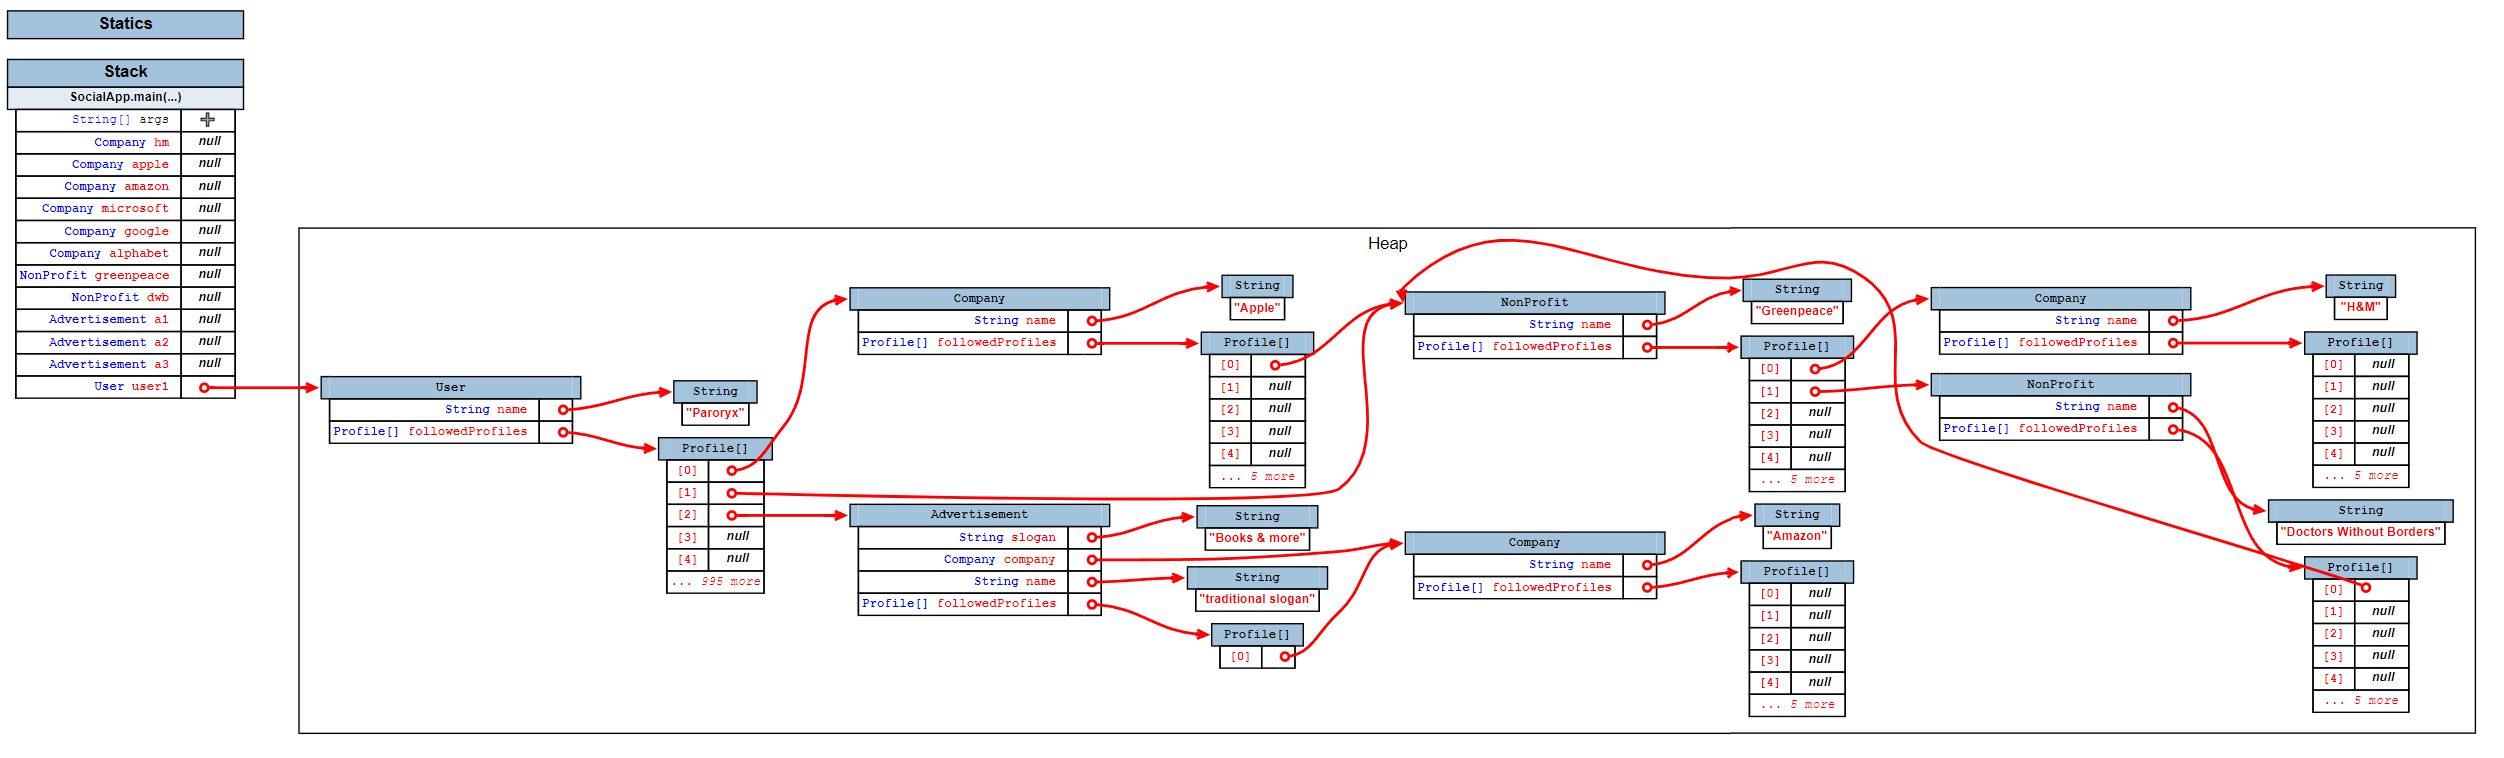 Statics
Stack
SocialApp.main(...)
String[] args
Company hm null
Company apple null
Company amazon null
Company microsoft null
Company google null
Company alphabet null
NonProfit greenpeace null
NonProfit dwb null
Advertisement a1 null
Advertisement a2 null
Advertisement a3 null
User user1
Heap
User
String name
Profile[] followedProfiles
String
"Paroryx"
Profile[]
[0]
[1]
[2]
[3] null
[4] null
... 995 more
Company
String name
Profile[] followedProfiles
String
"Apple"
Profile[]
[0]
[1] null
[2] null
[3] null
[4] null
... 5 more
Advertisement
String slogan
Company company
String name
Profile[] followedProfiles
String
"Books & more"
String
"traditional slogan"
Profile[]
[0]
NonProfit
String name
Profile[] followedProfiles
String
"Greenpeace"
Profile[]
[0]
[1]
[2] null
[3] null
[4] null
... 5 more
Company
String name
Profile[] followedProfiles
String
"Amazon"
Profile[]
[0] null
[1] null
[2] null
[3] null
[4] null
... 5 more
Company
String name
Profile[] followedProfiles
String
"H&M"
Profile[]
[0] null
[1] null
[2] null
[3] null
[4] null
... 5 more
NonProfit
String name
Profile[] followedProfiles
String
"Doctors Without Borders"
Profile[]
[0]
[1] null
[2] null
[3] null
[4] null
... 5 more